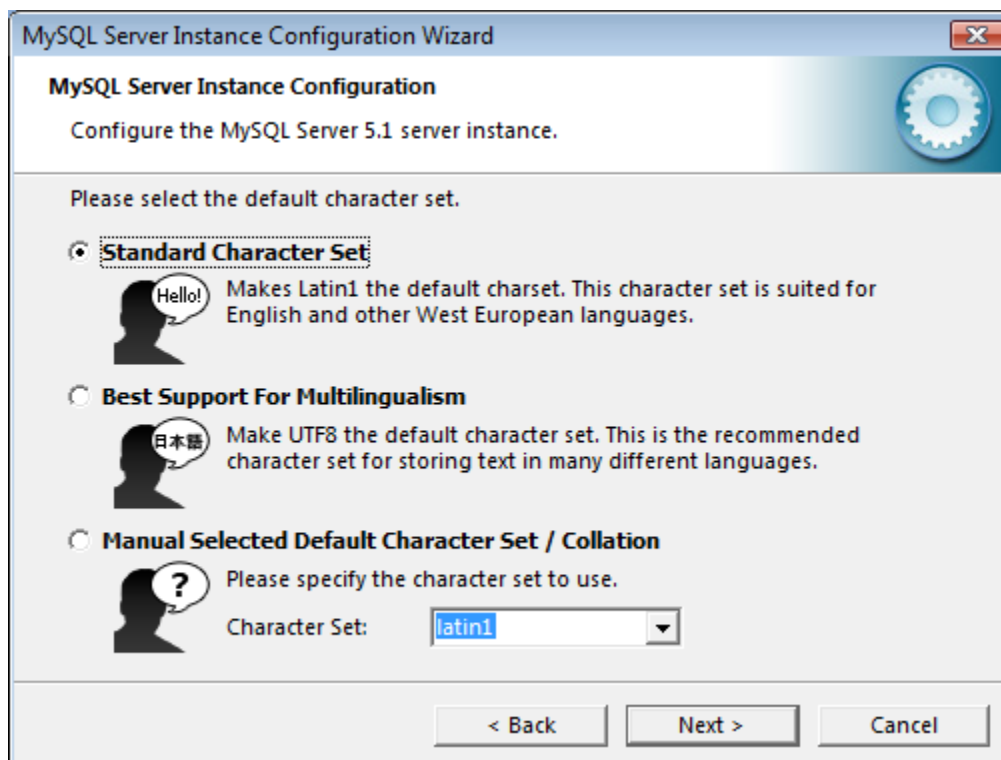 MySQL Server Instance Configuration Wizard
MySQL Server Instance Configuration
Configure the MySQL Server 5.1 server instance.
Please select the default character set.
Standard Character Set
Hello!
Makes Latin1 the default charset. This character set is suited for
English and other West European languages.
Best Support For Multilingualism
日本語
Make UTF8 the default character set. This is the recommended
character set for storing text in many different languages.
Manual Selected Default Character Set / Collation
?
Please specify the character set to use.
Character Set: latin1
< Back Next > Cancel